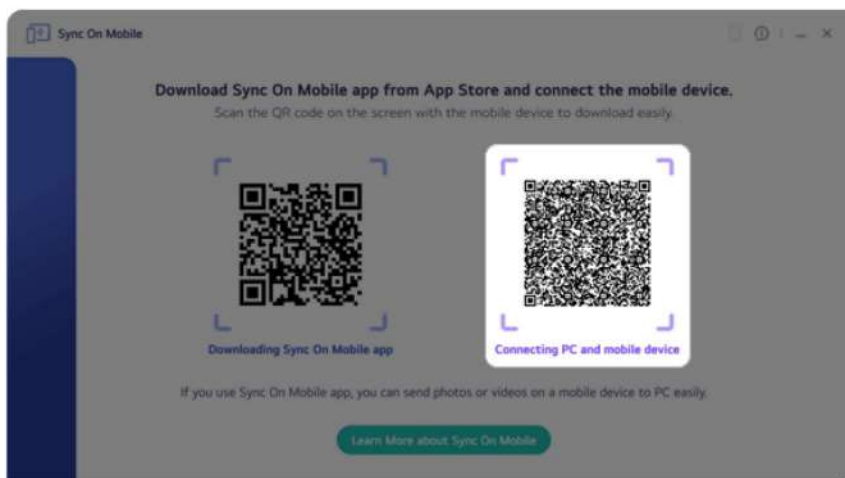 Sync On Mobile
Download Sync On Mobile app from App Store and connect the mobile device.
Scan the QR code on the screen with the mobile device to download easily.
Downloading Sync On Mobile app
Connecting PC and mobile device
If you use Sync On Mobile app, you can send photos or videos on a mobile device to PC easily.
Learn More about Sync On Mobile